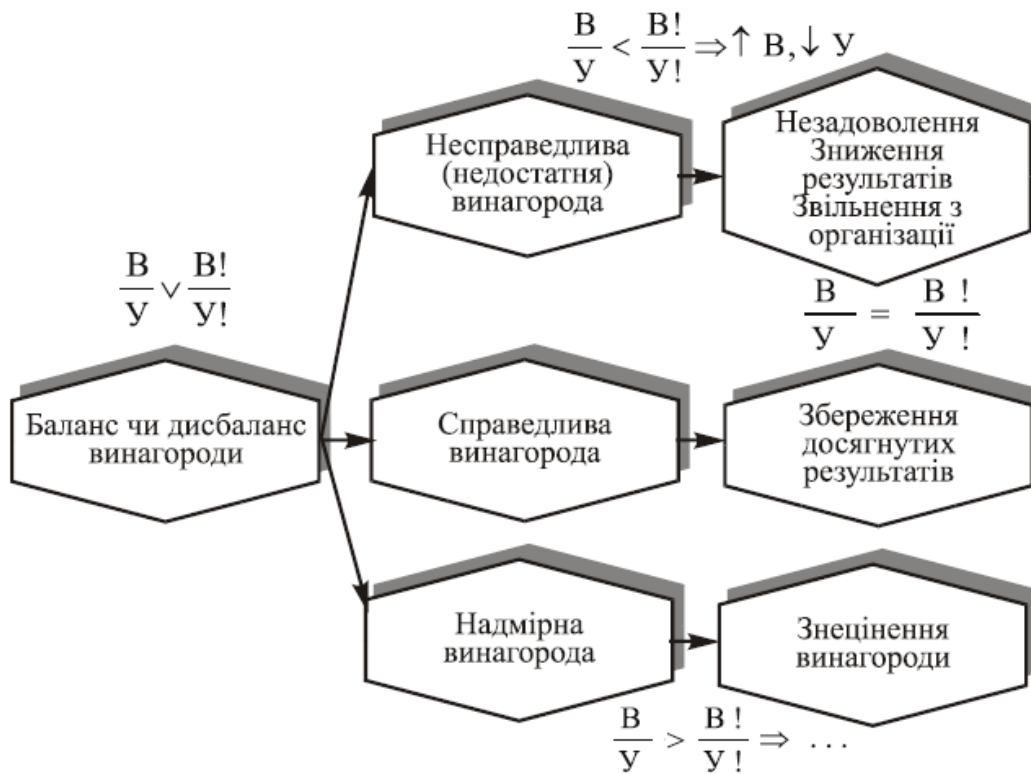 В/У < В!/У! ⇒ ↑ В, ↓ У
Несправедлива
(недостатня)
винагорода
Незадоволення
Зниження
результатів
Звільнення з
організації
В/У ∨ В!/У!
В/У = В !/У !
Баланс чи дисбаланс
винагороди
Справедлива
винагорода
Збереження
досягнутих
результатів
Надмірна
винагорода
Знецінення
винагороди
В/У > В !/У ! ⇒ ...